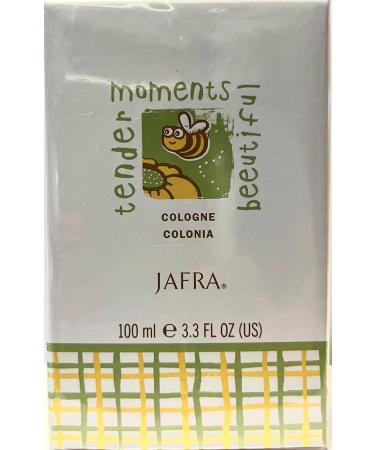 tender
moments
beeutiful
COLOGNE
COLONIA
JAFRA®
100 ml ℮ 3.3 FL OZ (US)